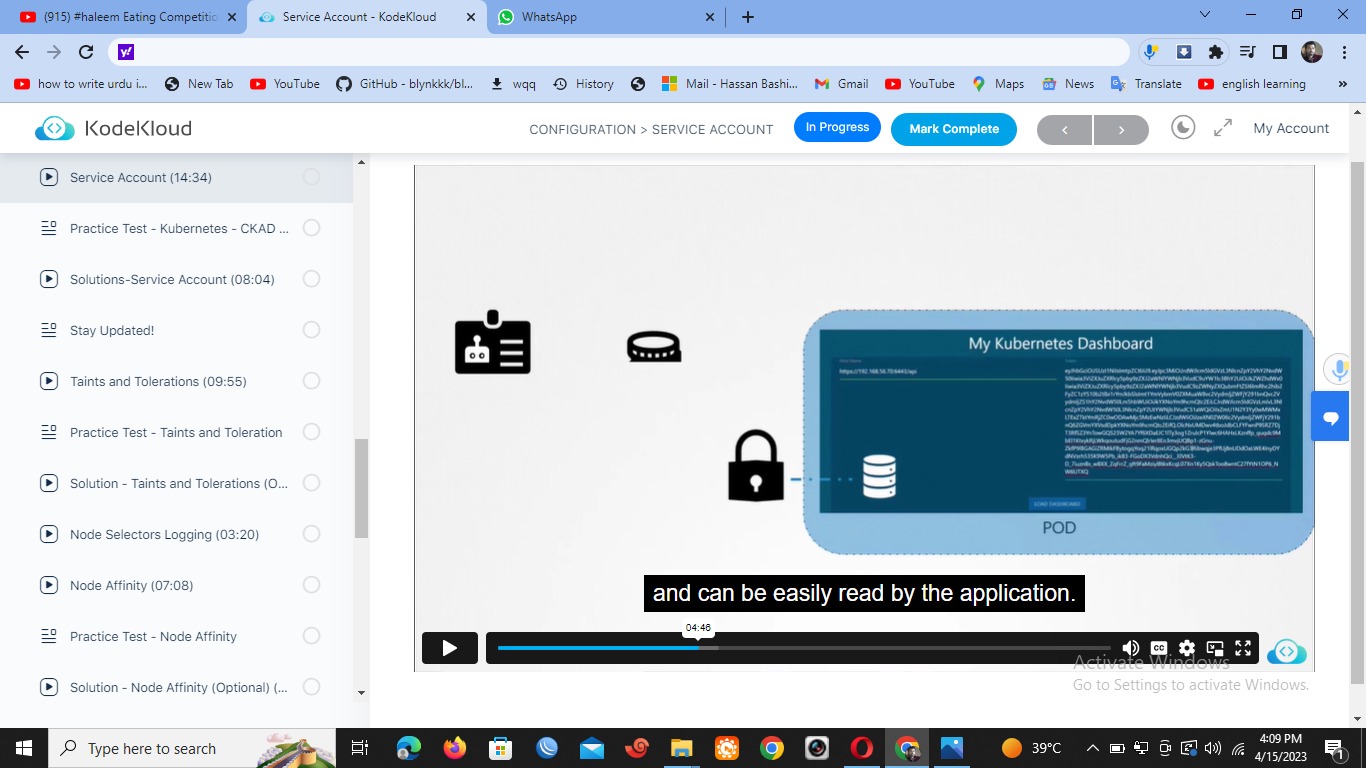 (915) #haleem Eating Competitio
Service Account - KodeKloud
WhatsApp
how to write urdu i...
New Tab
YouTube
GitHub - blynkkk/bl...
wqq
History
Mail - Hassan Bashi...
Gmail
YouTube
Maps
News
Translate
english learning
KodeKloud
CONFIGURATION > SERVICE ACCOUNT
In Progress
Mark Complete
My Account
Service Account (14:34)
Practice Test - Kubernetes - CKAD ...
Solutions-Service Account (08:04)
Stay Updated!
Taints and Tolerations (09:55)
Practice Test - Taints and Toleration
Solution - Taints and Tolerations (O...
Node Selectors Logging (03:20)
Node Affinity (07:08)
Practice Test - Node Affinity
Solution - Node Affinity (Optional) (...
My Kubernetes Dashboard
https://192.168.56.70:6443/api
LOAD DASHBOARD
POD
and can be easily read by the application.
04:46
CC
Activate Windows
Go to Settings to activate Windows.
Type here to search
39°C
4:09 PM
4/15/2023
1